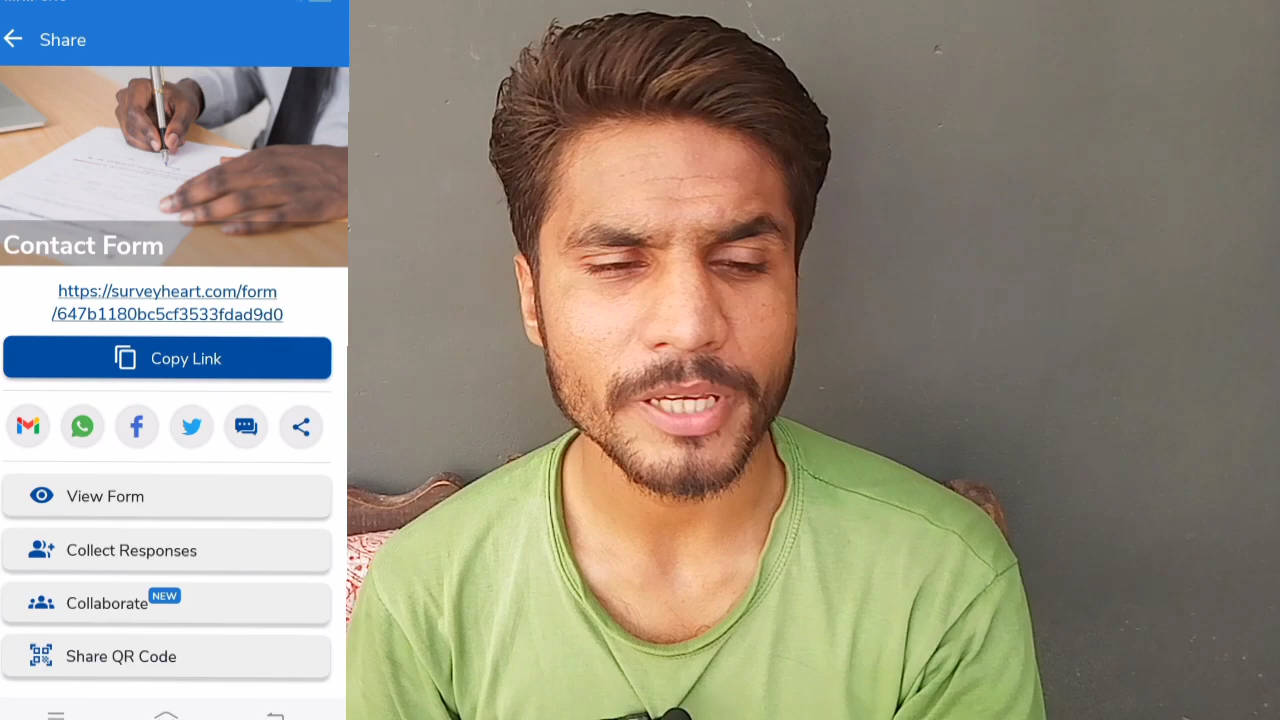 Share
Contact Form
https://surveyheart.com/form
/647b1180bc5cf3533fdad9d0
Copy Link
View Form
Collect Responses
Collaborate NEW
Share QR Code